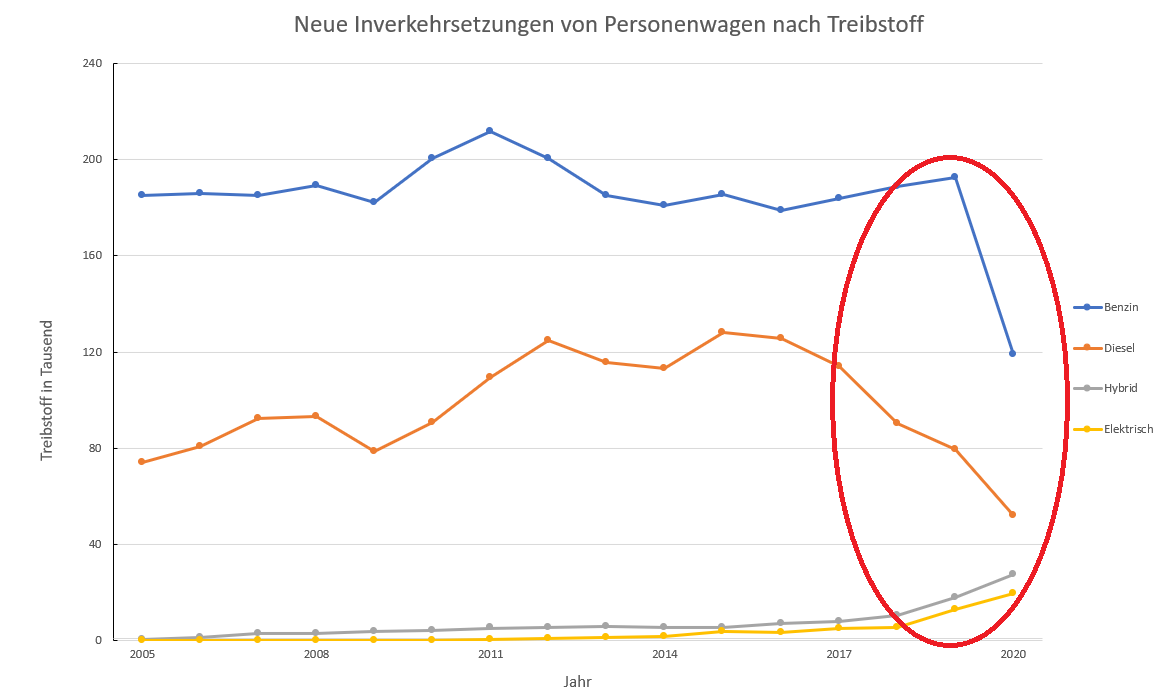 Neue Inverkehrsetzungen von Personenwagen nach Treibstoff
240
200
160
120
80
40
0
Treibstoff in Tausend
2005
2008
2011
2014
2017
2020
Jahr
Benzin
Diesel
Hybrid
Elektrisch